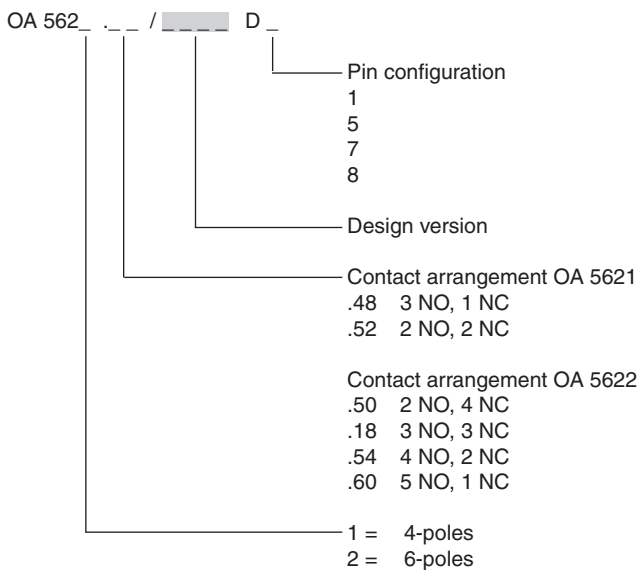 OA 562_ ._ _ / _ _ _ _ D _
Pin configuration
1
5
7
8
Design version
Contact arrangement OA 5621
.48 3 NO, 1 NC
.52 2 NO, 2 NC
Contact arrangement OA 5622
.50 2 NO, 4 NC
.18 3 NO, 3 NC
.54 4 NO, 2 NC
.60 5 NO, 1 NC
1 = 4-poles
2 = 6-poles